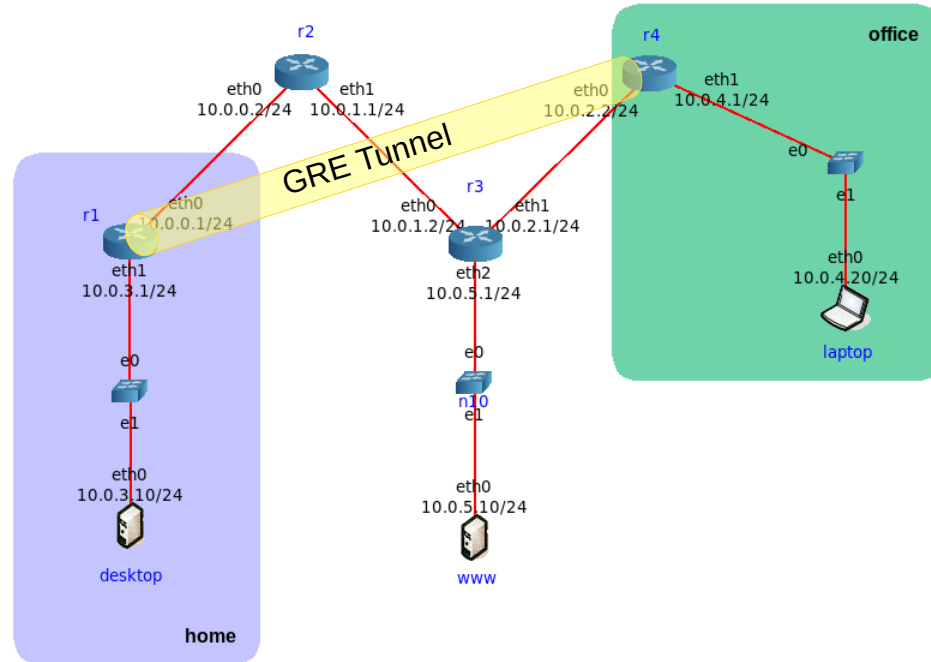 r2
r4
office
eth0
10.0.0.2/24
eth1
10.0.1.1/24
eth0
10.0.2.2/24
eth1
10.0.4.1/24
GRE Tunnel
e0
e1
r1
eth0
10.0.0.1/24
r3
eth0
10.0.1.2/24
eth1
10.0.2.1/24
eth1
10.0.3.1/24
eth2
10.0.5.1/24
eth0
10.0.4.20/24
laptop
e0
e1
e0
n10
e1
eth0
10.0.3.10/24
eth0
10.0.5.10/24
desktop
www
home